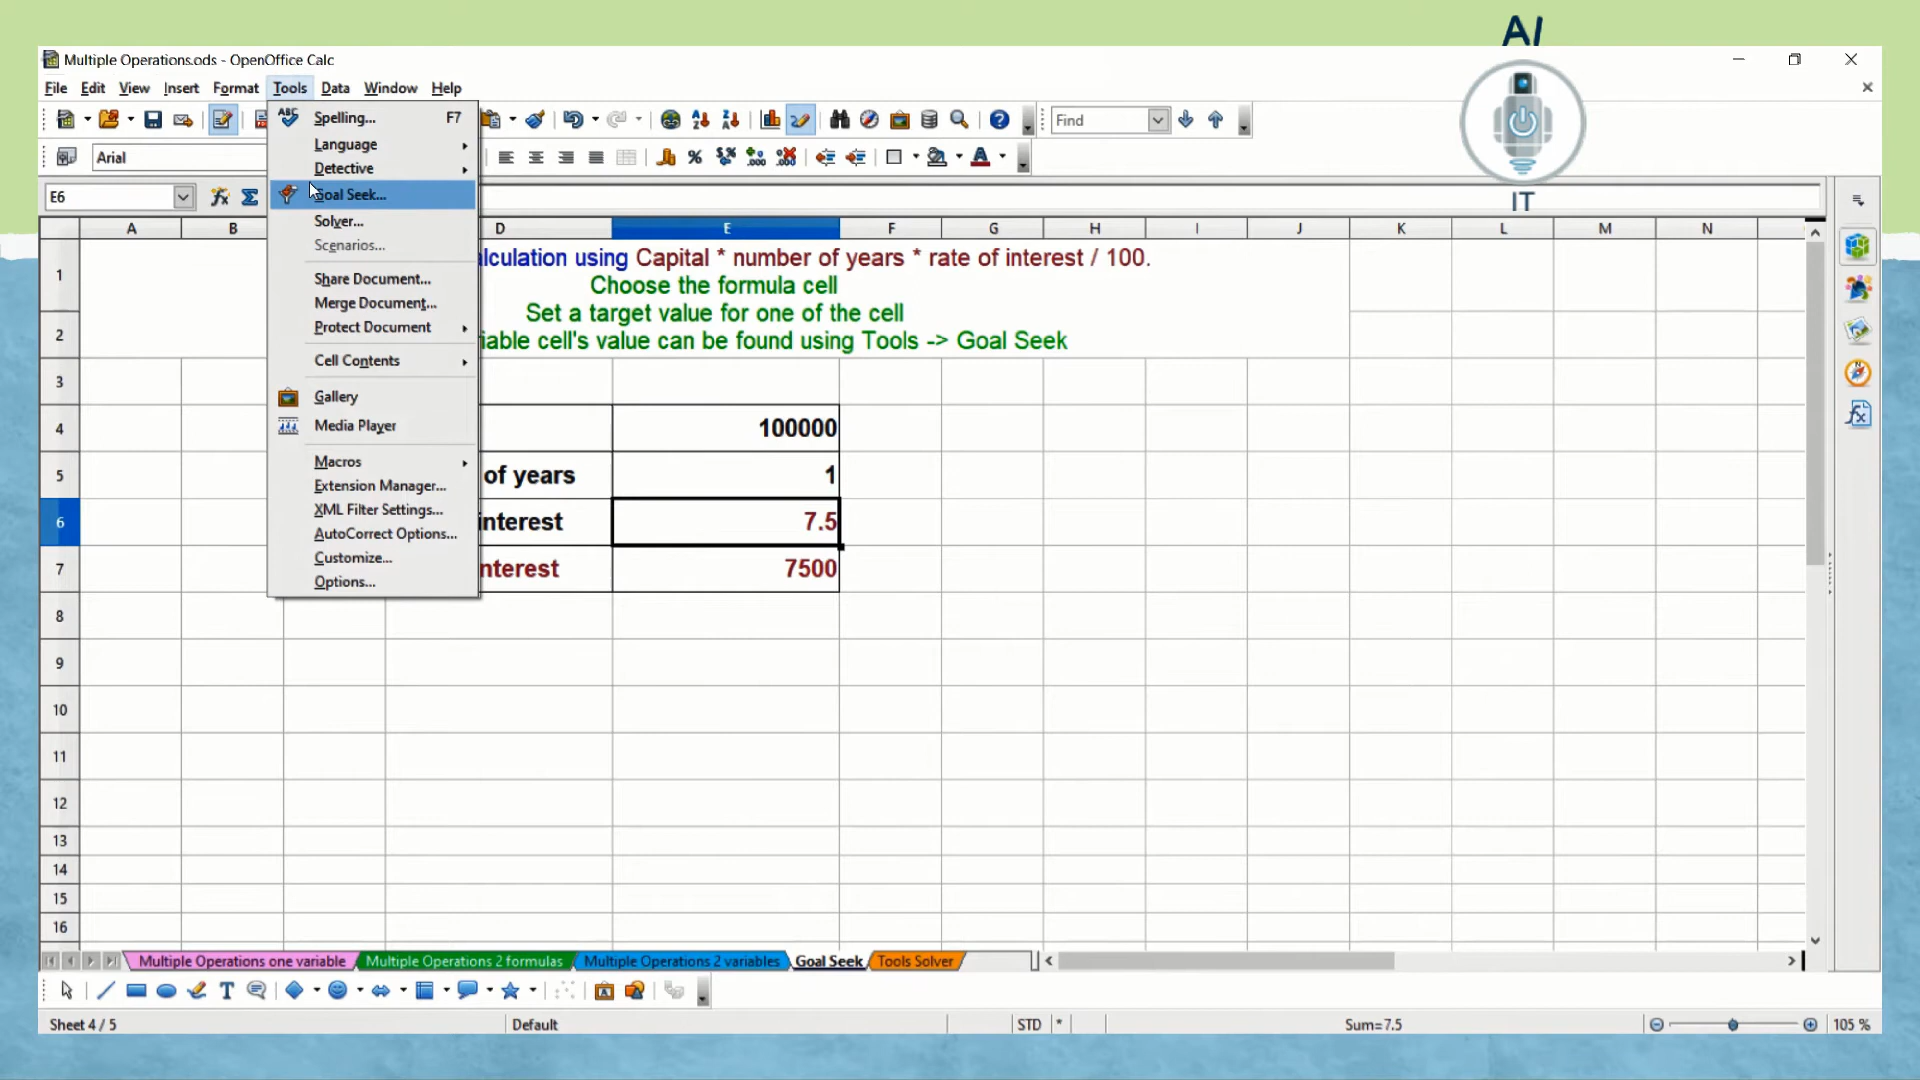 AI
IT
Multiple Operations.ods - OpenOffice Calc
File Edit View Insert Format Tools Data Window Help
Find
Arial
E6
Spelling... F7
Language
Detective
Goal Seek...
Solver...
Scenarios...
Share Document...
Merge Document...
Protect Document
Cell Contents
Gallery
Media Player
Macros
Extension Manager...
XML Filter Settings...
AutoCorrect Options...
Customize...
Options...
A B D E F G H I J K L M N
1
alculation using Capital * number of years * rate of interest / 100.
Choose the formula cell
2
Set a target value for one of the cell
iable cell's value can be found using Tools -> Goal Seek
3
4 100000
5 of years 1
6 interest 7.5
7 nterest 7500
8
9
10
11
12
13
14
15
16
Multiple Operations one variable Multiple Operations 2 formulas Multiple Operations 2 variables Goal Seek Tools Solver
Sheet 4 / 5 Default STD * Sum=7.5 105 %